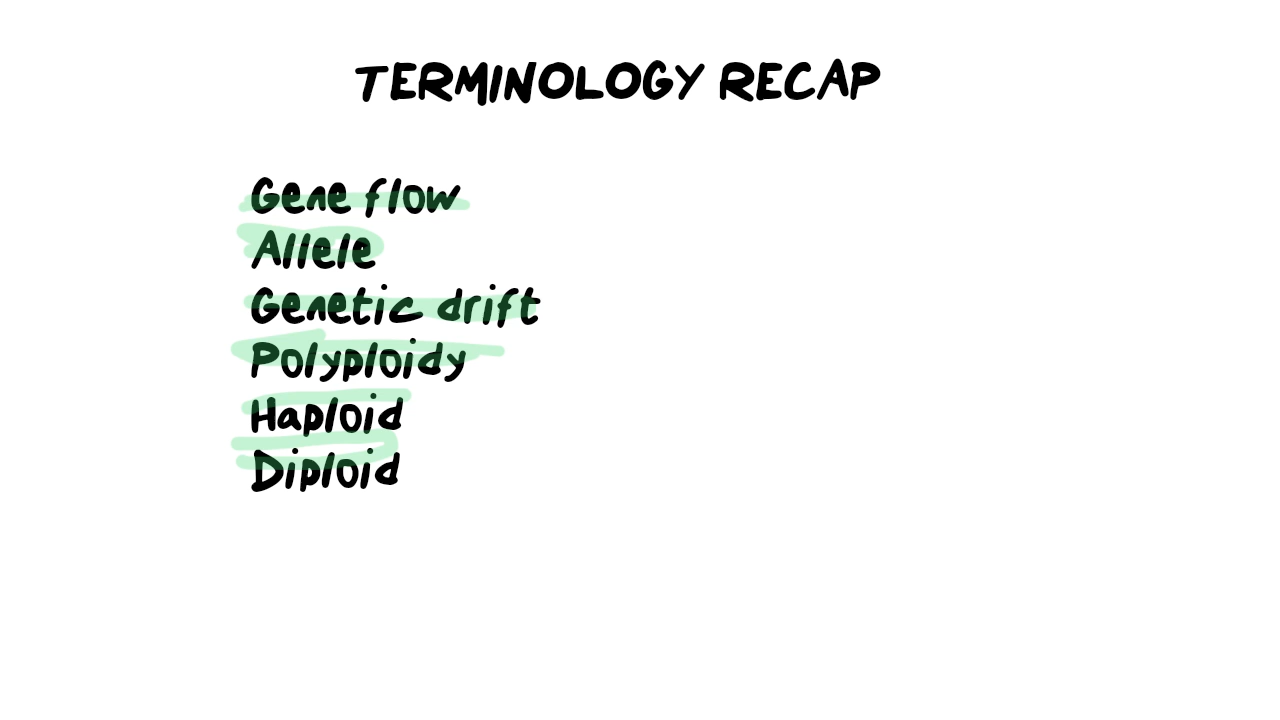 TERMINOLOGY RECAP
Gene flow
Allele
Genetic drift
Polyploidy
Haploid
Diploid